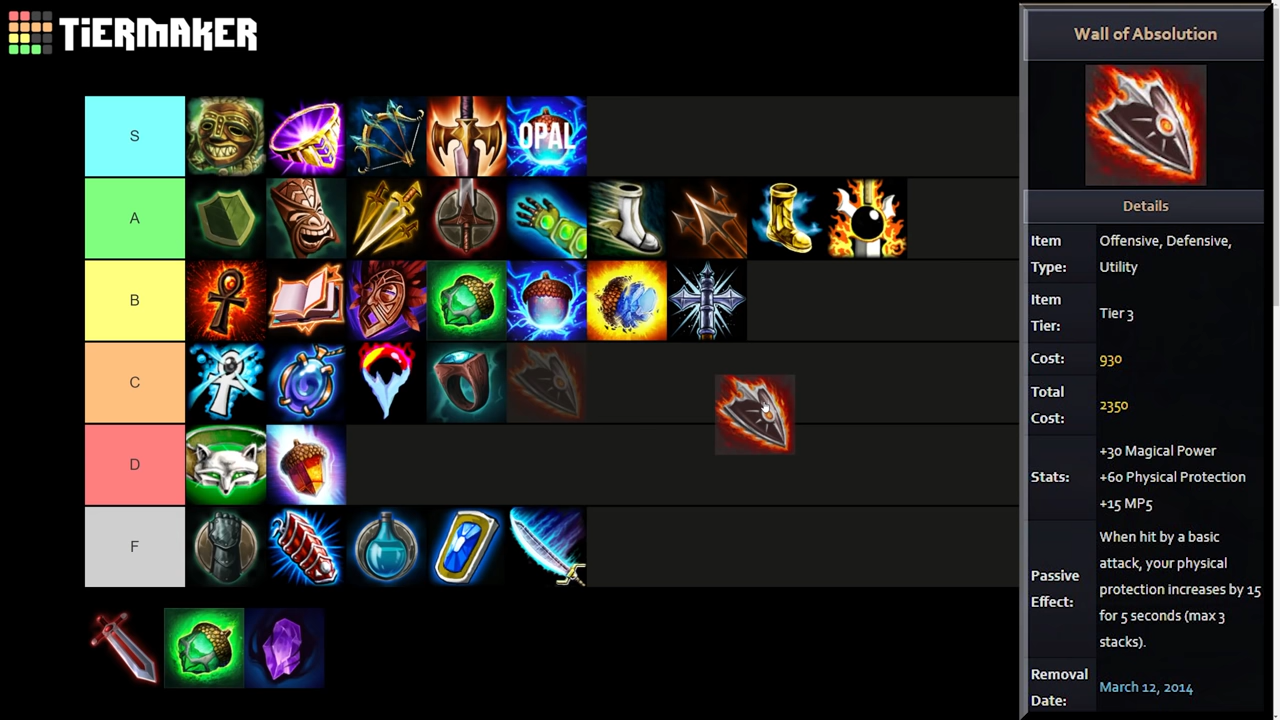 TiERMAKER
S
OPAL
A
B
C
D
F
Wall of Absolution
Details
Item Type:
Offensive, Defensive, Utility
Item Tier:
Tier 3
Cost:
930
Total Cost:
2350
Stats:
+30 Magical Power
+60 Physical Protection
+15 MP5
Passive Effect:
When hit by a basic
attack, your physical
protection increases by 15
for 5 seconds (max 3
stacks).
Removal Date:
March 12, 2014